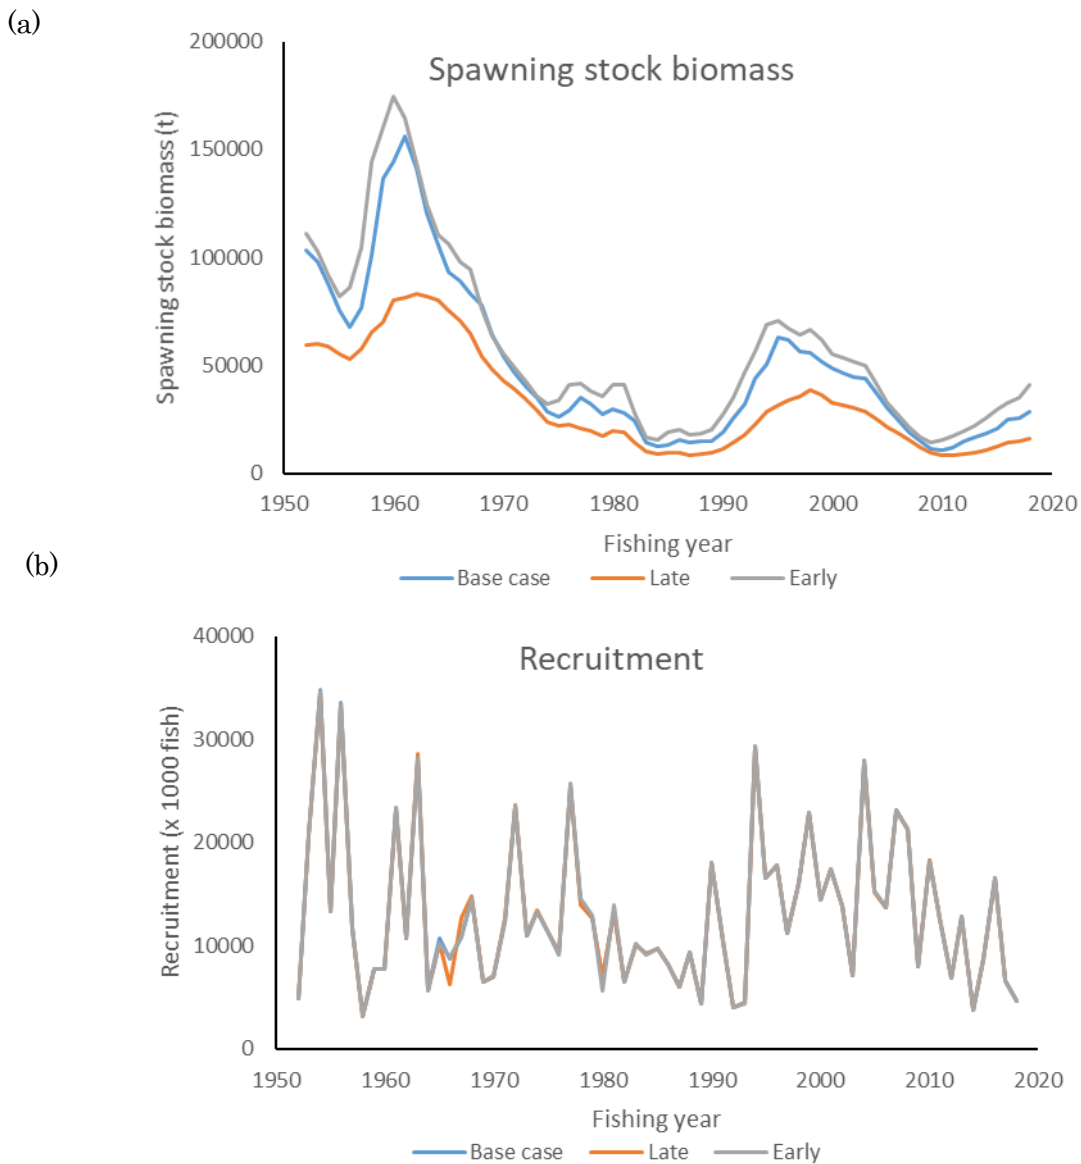 (a)
Spawning stock biomass
Spawning stock biomass (t)
200000
150000
100000
50000
0
1950 1960 1970 1980 1990 2000 2010 2020
Fishing year
Base case Late Early
(b)
Recruitment
Recruitment (x 1000 fish)
40000
30000
20000
10000
0
1950 1960 1970 1980 1990 2000 2010 2020
Fishing year
Base case Late Early